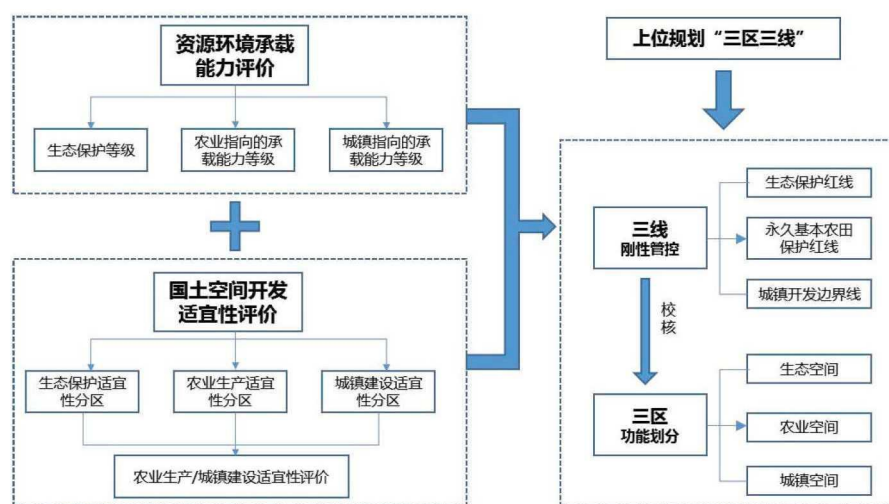 资源环境承载
能力评价
生态保护等级
农业指向的承
载能力等级
城镇指向的承
载能力等级
国土空间开发
适宜性评价
生态保护适宜
性分区
农业生产适宜
性分区
城镇建设适宜
性分区
农业生产/城镇建设适宜性评价
上位规划“三区三线”
三线
刚性管控
生态保护红线
永久基本农田
保护红线
城镇开发边界线
校
核
三区
功能划分
生态空间
农业空间
城镇空间